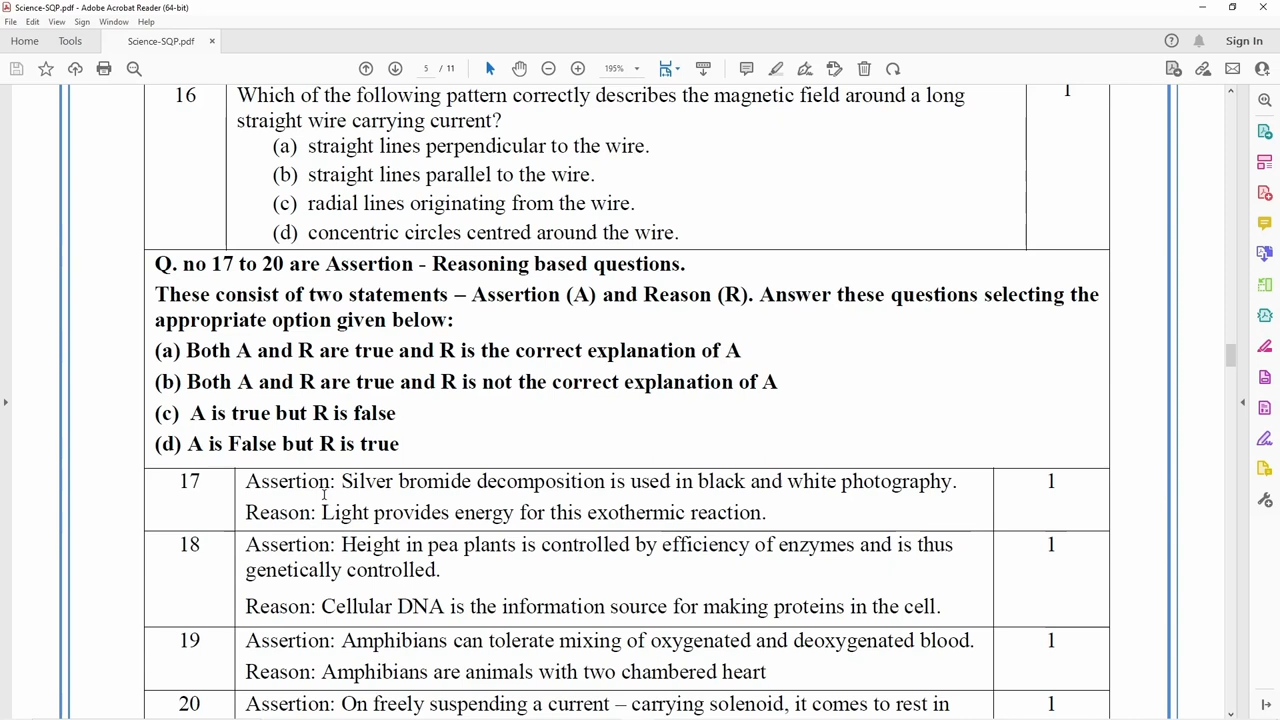 Science-SQP.pdf - Adobe Acrobat Reader (64-bit)
File Edit View Sign Window Help
Home Tools Science-SQP.pdf × Sign In
5 / 11 195%
16 Which of the following pattern correctly describes the magnetic field around a long 1
straight wire carrying current?
(a) straight lines perpendicular to the wire.
(b) straight lines parallel to the wire.
(c) radial lines originating from the wire.
(d) concentric circles centred around the wire.
Q. no 17 to 20 are Assertion - Reasoning based questions.
These consist of two statements – Assertion (A) and Reason (R). Answer these questions selecting the
appropriate option given below:
(a) Both A and R are true and R is the correct explanation of A
(b) Both A and R are true and R is not the correct explanation of A
(c) A is true but R is false
(d) A is False but R is true
17 Assertion: Silver bromide decomposition is used in black and white photography. 1
Reason: Light provides energy for this exothermic reaction.
18 Assertion: Height in pea plants is controlled by efficiency of enzymes and is thus 1
genetically controlled.
Reason: Cellular DNA is the information source for making proteins in the cell.
19 Assertion: Amphibians can tolerate mixing of oxygenated and deoxygenated blood. 1
Reason: Amphibians are animals with two chambered heart
20 Assertion: On freely suspending a current – carrying solenoid, it comes to rest in 1